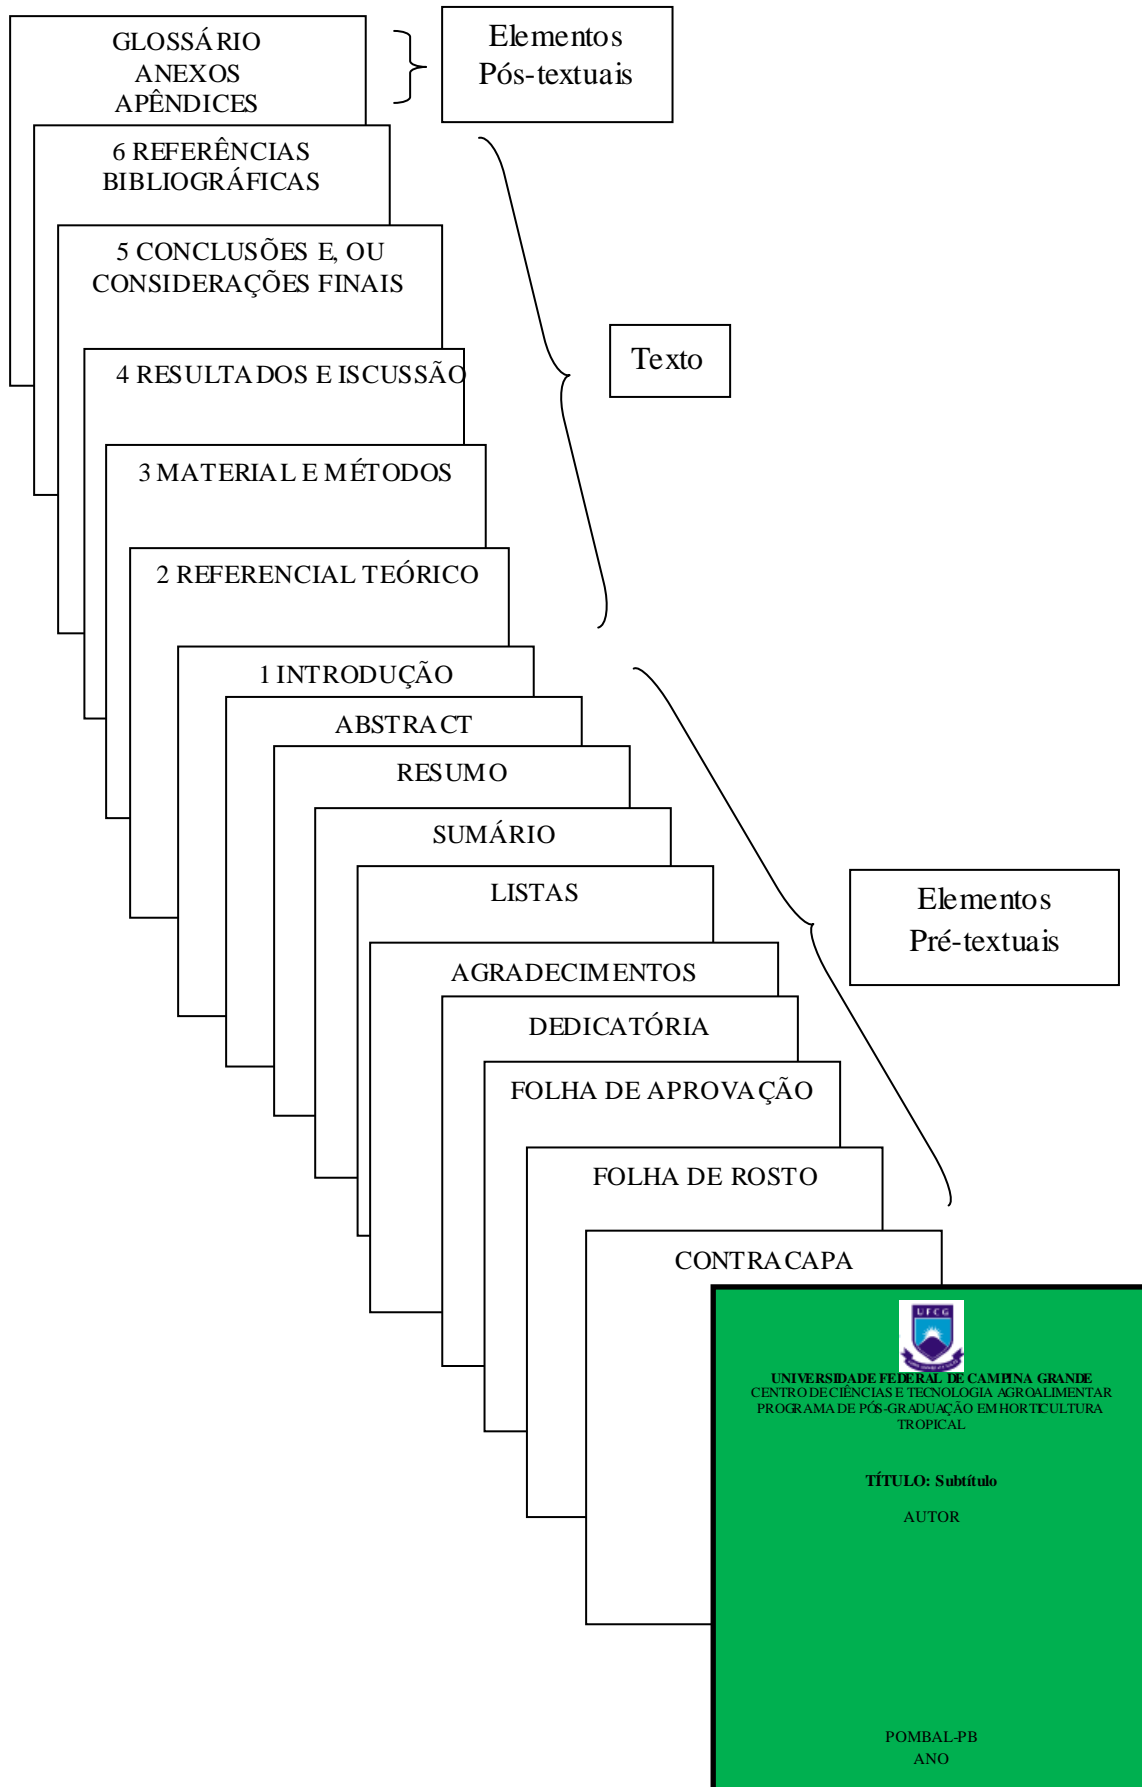 GLOSSÁRIO
ANEXOS
APÊNDICES
Elementos
Pós-textuais
6 REFERÊNCIAS
BIBLIOGRÁFICAS
5 CONCLUSÕES E, OU
CONSIDERAÇÕES FINAIS
4 RESULTADOS E ISCUSSÃO
Texto
3 MATERIAL E MÉTODOS
2 REFERENCIAL TEÓRICO
1 INTRODUÇÃO
ABSTRACT
RESUMO
SUMÁRIO
LISTAS
Elementos
Pré-textuais
AGRADECIMENTOS
DEDICATÓRIA
FOLHA DE APROVAÇÃO
FOLHA DE ROSTO
CONTRACAPA
UFCG
UNIVERSIDADE FEDERAL DE CAMPINA GRANDE
CENTRO DE CIÊNCIAS E TECNOLOGIA AGROALIMENTAR
PROGRAMA DE PÓS-GRADUAÇÃO EM HORTICULTURA
TROPICAL
TÍTULO: Subtítulo
AUTOR
POMBAL-PB
ANO